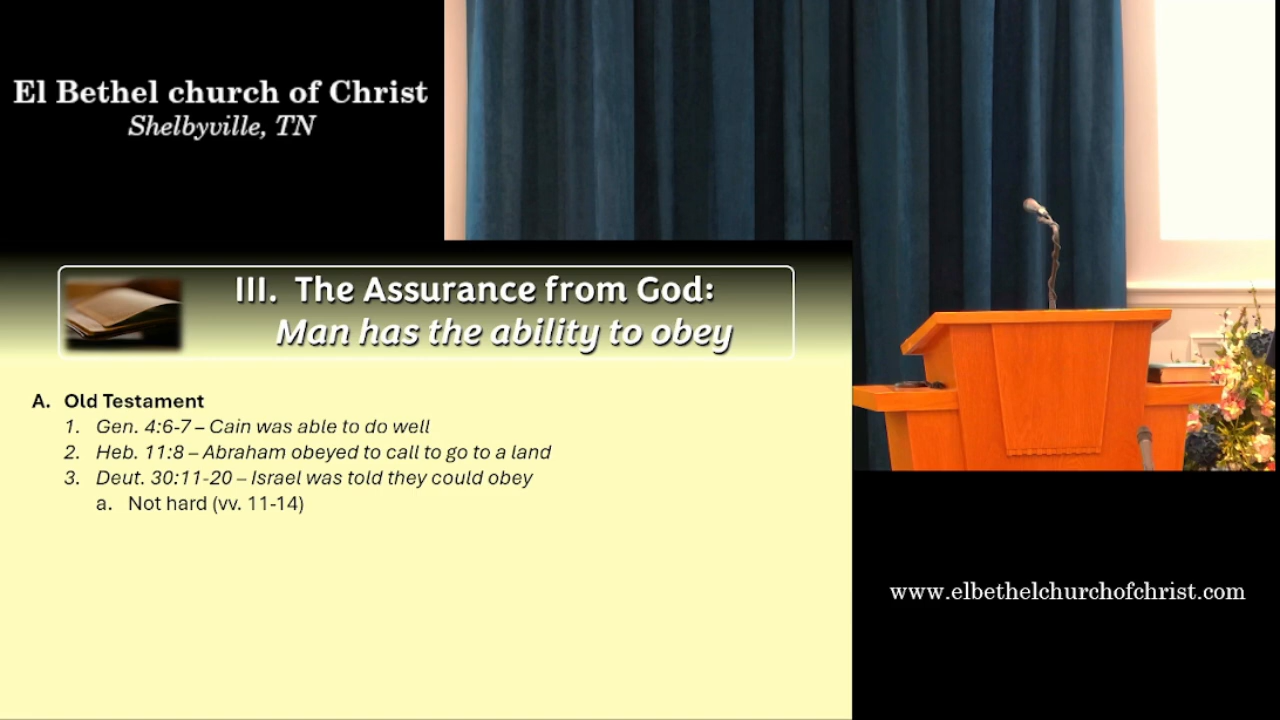 El Bethel church of Christ
Shelbyville, TN
III. The Assurance from God:
Man has the ability to obey
A. Old Testament
1. Gen. 4:6-7 – Cain was able to do well
2. Heb. 11:8 – Abraham obeyed to call to go to a land
3. Deut. 30:11-20 – Israel was told they could obey
a. Not hard (vv. 11-14)
www.elbethelchurchofchrist.com